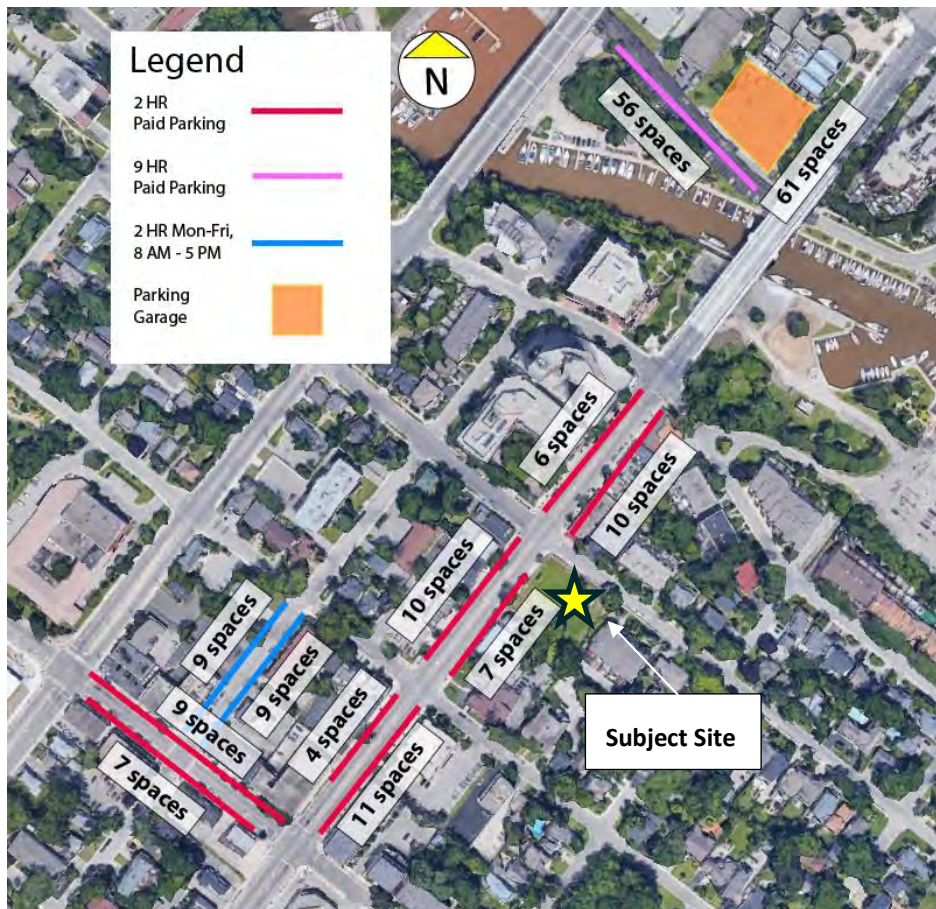 Legend
2 HR
Paid Parking
9 HR
Paid Parking
2 HR Mon-Fri,
8 AM - 5 PM
Parking
Garage
N
56 spaces
61 spaces
6 spaces
10 spaces
10 spaces
7 spaces
9 spaces
9 spaces
9 spaces
4 spaces
7 spaces
11 spaces
Subject Site